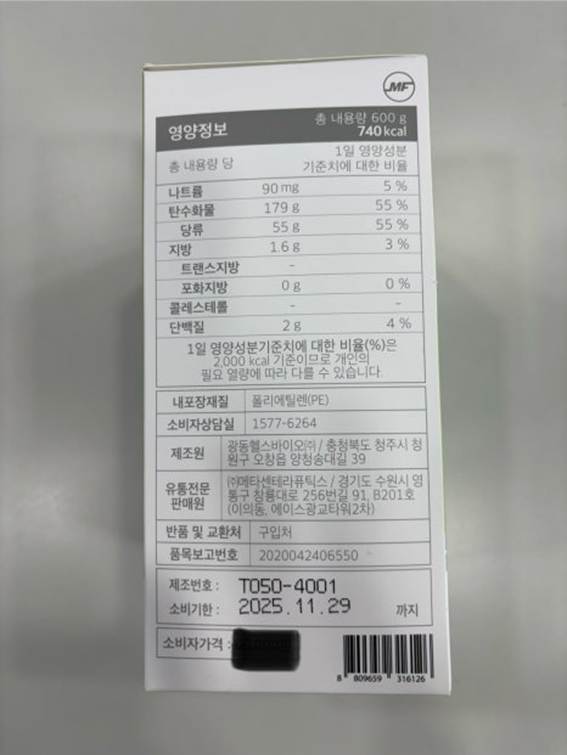 MF
영양정보
총 내용량 600 g
740 kcal
총 내용량 당
1일 영양성분
기준치에 대한 비율
나트륨 90 mg 5 %
탄수화물 179 g 55 %
당류 55 g 55 %
지방 1.6 g 3 %
트랜스지방 -
포화지방 0 g 0 %
콜레스테롤 - -
단백질 2 g 4 %
1일 영양성분기준치에 대한 비율(%)은
2,000 kcal 기준이므로 개인의
필요 열량에 따라 다를 수 있습니다.
내포장재질 폴리에틸렌(PE)
소비자상담실 1577-6264
제조원 광동헬스바이오㈜ / 충청북도 청주시 청
원구 오창읍 양청송대길 39
유통전문
판매원
㈜메타센테라퓨틱스 / 경기도 수원시 영
통구 창룡대로 256번길 91, B201호
(이의동, 에이스광교타워2차)
반품 및 교환처 구입처
품목보고번호 2020042406550
제조번호 : T050-4001
소비기한 : 2025.11.29 까지
소비자가격 :
8 809659 316126